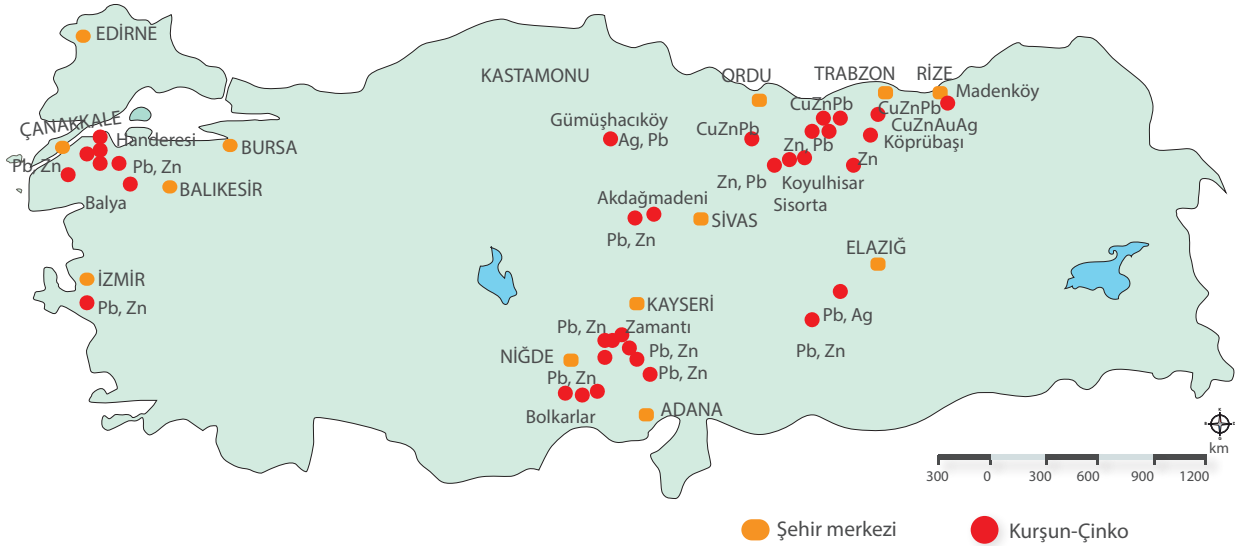 EDİRNE
KASTAMONU
ORDU
TRABZON
RİZE
Madenköy
ÇANAKKALE
Handeresi
BURSA
Pb, Zn
Pb, Zn
BALIKESİR
Balya
Gümüşhacıköy
Ag, Pb
CuZnPb
CuZnPb
CuZnPb
CuZnAuAg
Köprübaşı
Zn, Pb
Zn
Zn, Pb
Koyulhisar
Sisorta
Akdağmadeni
Pb, Zn
SİVAS
ELAZIĞ
İZMİR
Pb, Zn
KAYSERİ
Pb, Ag
Pb, Zn
Pb, Zn
Zamantı
NİĞDE
Pb, Zn
Pb, Zn
Pb, Zn
Bolkarlar
ADANA
km
300 0 300 600 900 1200
Şehir merkezi
Kurşun-Çinko